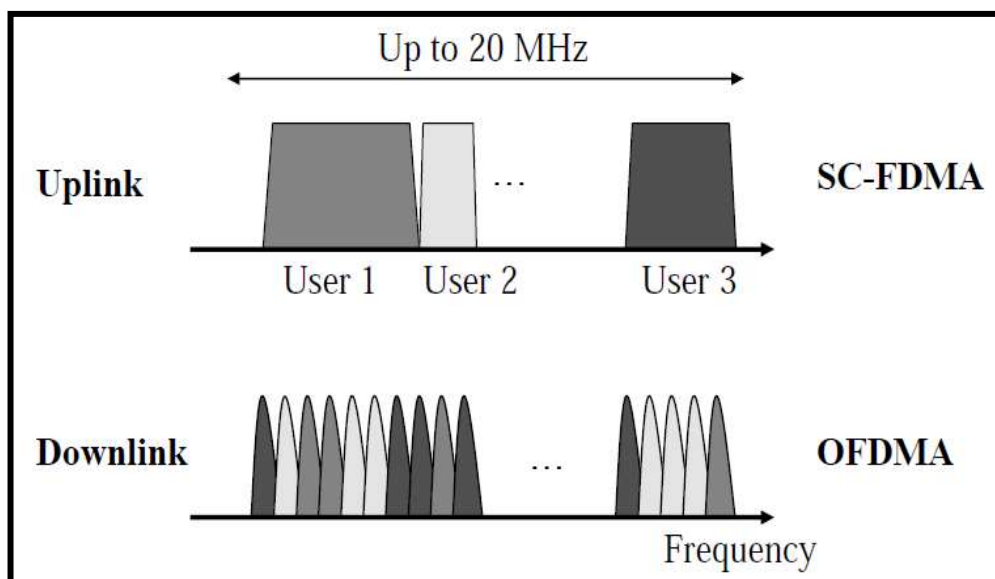 Up to 20 MHz
Uplink
...
SC-FDMA
User 1
User 2
User 3
Downlink
...
OFDMA
Frequency